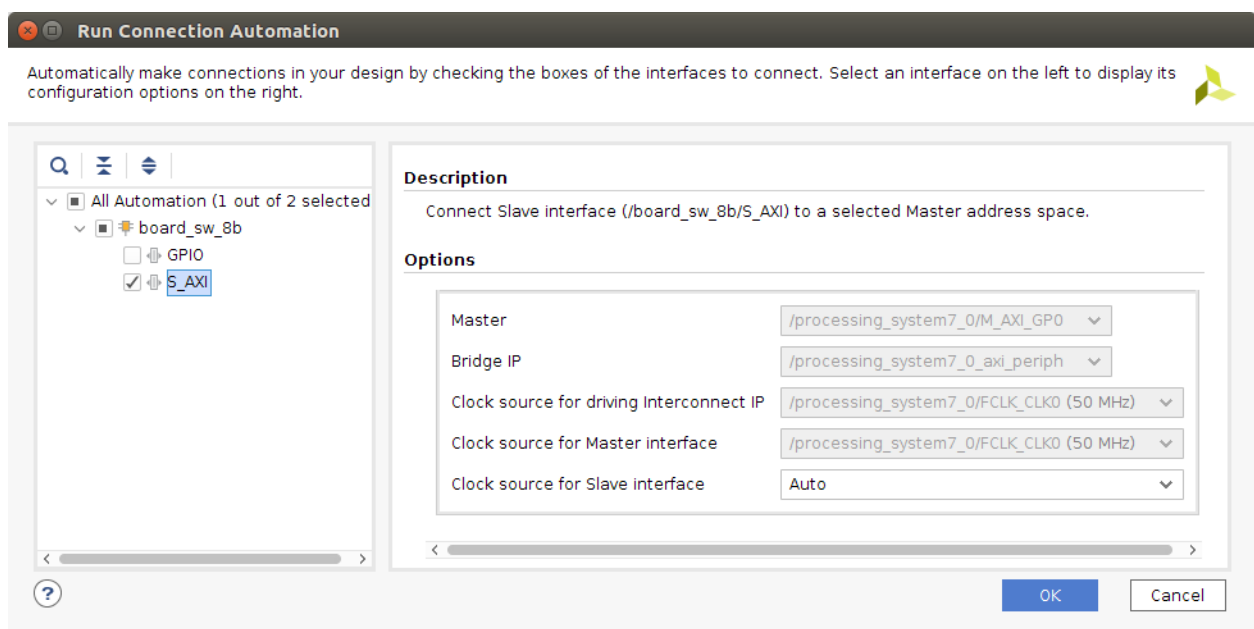 Run Connection Automation
Automatically make connections in your design by checking the boxes of the interfaces to connect. Select an interface on the left to display its
configuration options on the right.
All Automation (1 out of 2 selected
board_sw_8b
GPIO
S_AXI
Description
Connect Slave interface (/board_sw_8b/S_AXI) to a selected Master address space.
Options
Master /processing_system7_0/M_AXI_GP0
Bridge IP /processing_system7_0_axi_periph
Clock source for driving Interconnect IP /processing_system7_0/FCLK_CLK0 (50 MHz)
Clock source for Master interface /processing_system7_0/FCLK_CLK0 (50 MHz)
Clock source for Slave interface Auto
? OK Cancel